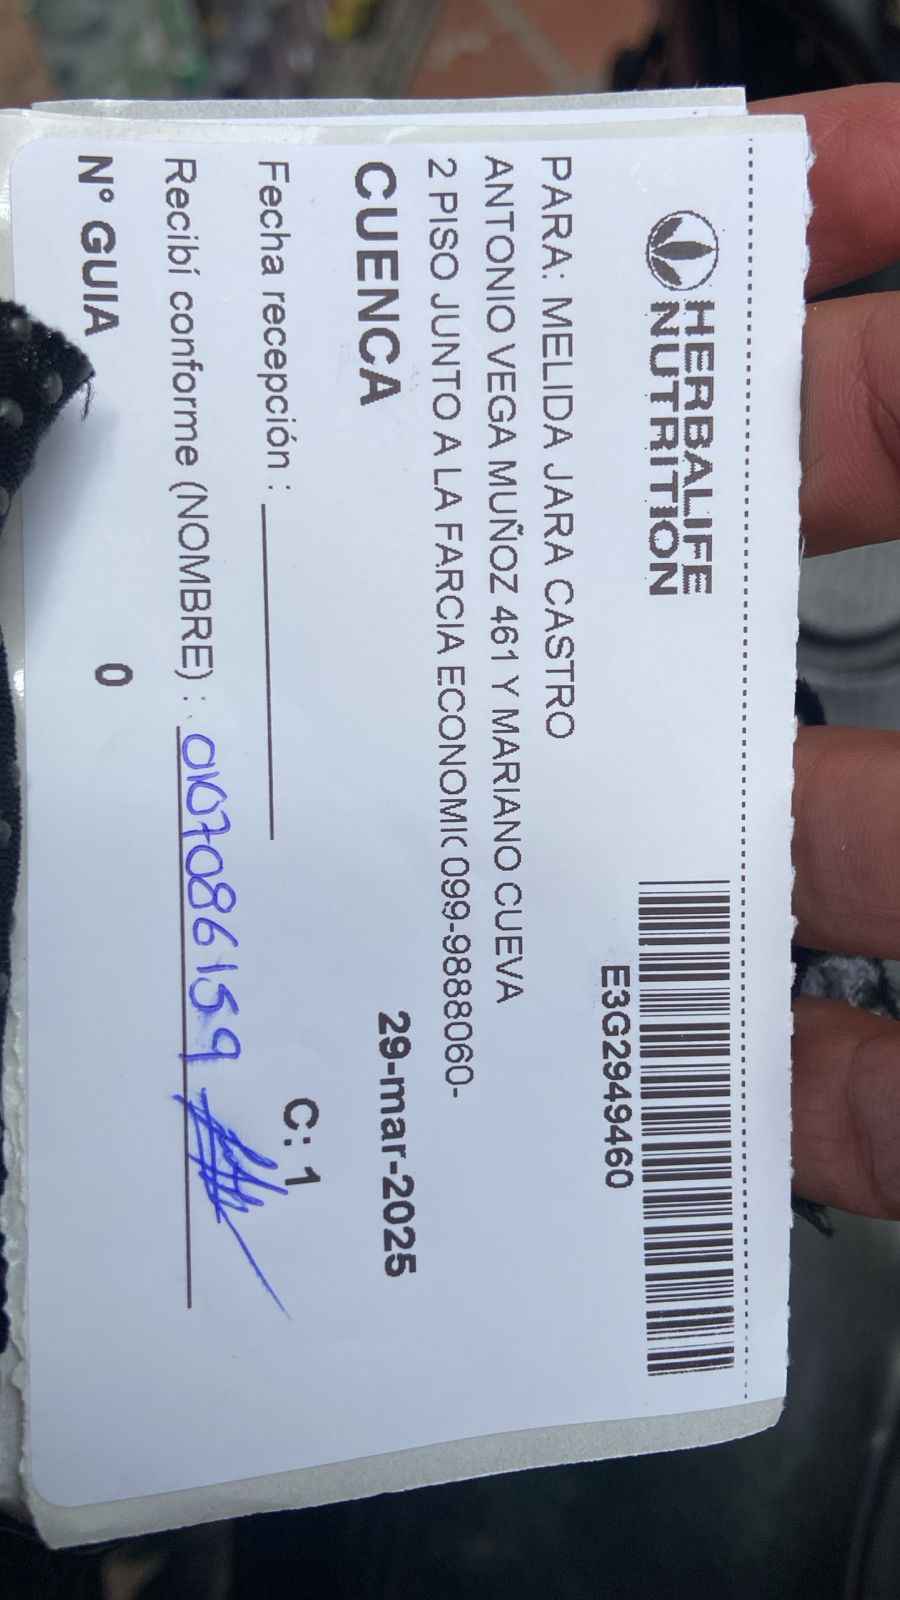 HERBALIFE
NUTRITION
E3G2949460
PARA: MELIDA JARA CASTRO
ANTONIO VEGA MUÑOZ 461 Y MARIANO CUEVA
2 PISO JUNTO A LA FARCIA ECONOMIC 099-9888060-
CUENCA 29-mar-2025
Fecha recepción : C: 1
Recibí conforme (NOMBRE) : 0107086159
N° GUIA 0